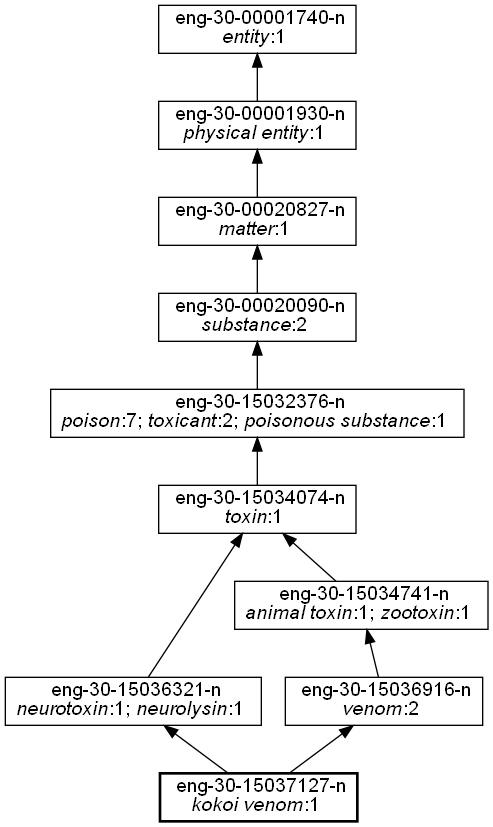 eng-30-00001740-n
entity:1
eng-30-00001930-n
physical entity:1
eng-30-00020827-n
matter:1
eng-30-00020090-n
substance:2
eng-30-15032376-n
poison:7; toxicant:2; poisonous substance:1
eng-30-15034074-n
toxin:1
eng-30-15034741-n
animal toxin:1; zootoxin:1
eng-30-15036321-n
neurotoxin:1; neurolysin:1
eng-30-15036916-n
venom:2
eng-30-15037127-n
kokoi venom:1